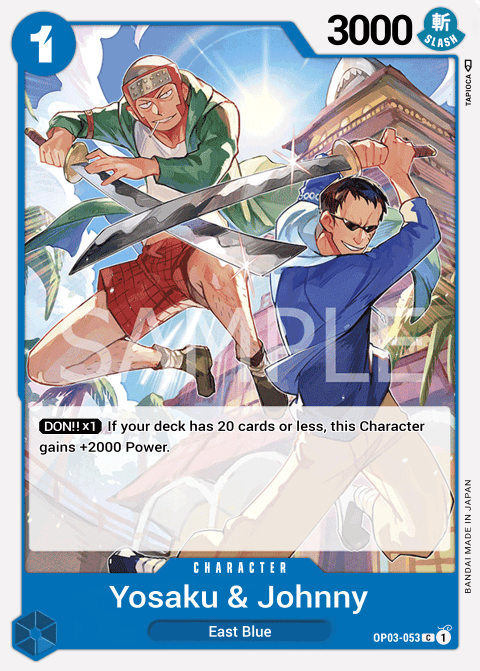 1
3000
斬
SLASH
TAPIOCA
SAMPLE
DON!! x1 If your deck has 20 cards or less, this Character
gains +2000 Power.
BANDAI MADE IN JAPAN
CHARACTER
Yosaku & Johnny
East Blue
OP03-053 C 1